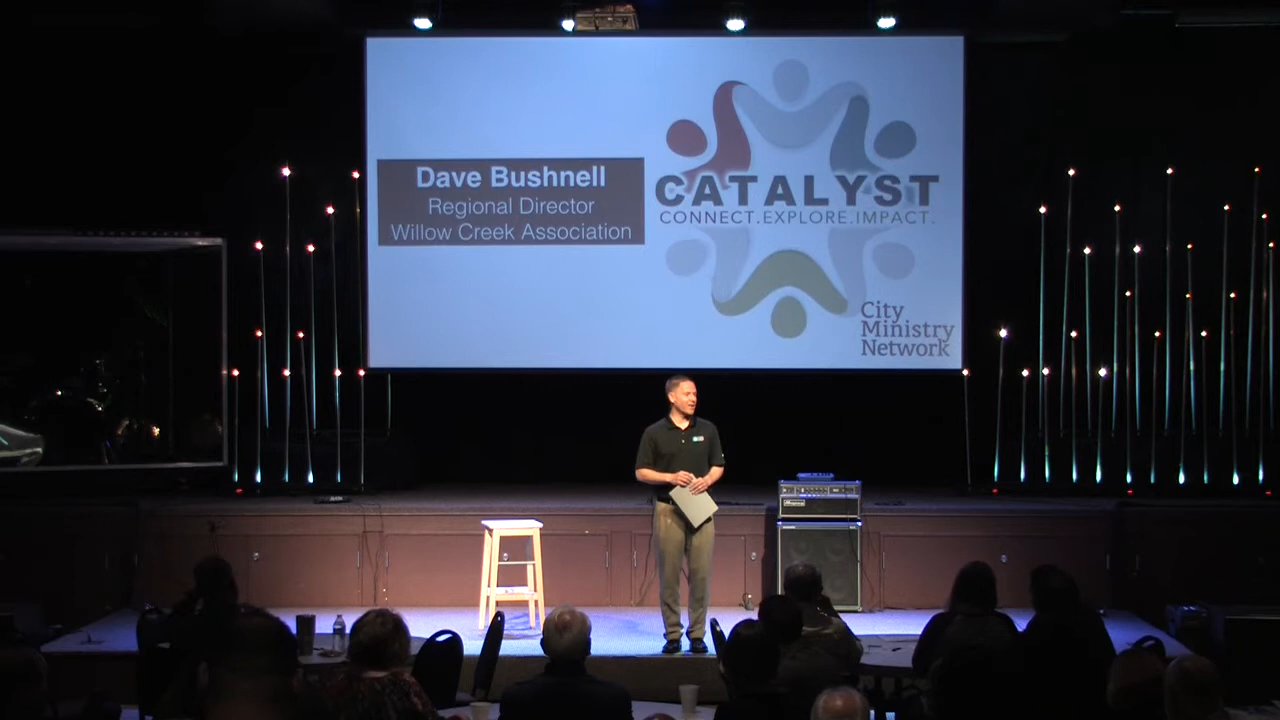 Dave Bushnell
Regional Director
Willow Creek Association
CATALYST
CONNECT.EXPLORE.IMPACT.
City
Ministry
Network